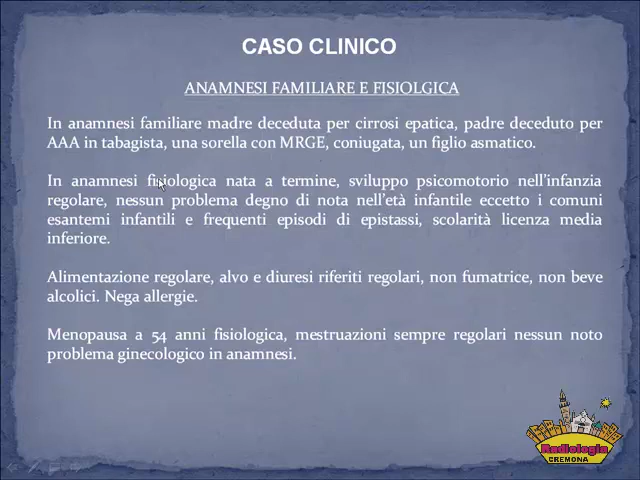 CASO CLINICO
ANAMNESI FAMILIARE E FISIOLGICA
In anamnesi familiare madre deceduta per cirrosi epatica, padre deceduto per
AAA in tabagista, una sorella con MRGE, coniugata, un figlio asmatico.
In anamnesi fisiologica nata a termine, sviluppo psicomotorio nell'infanzia
regolare, nessun problema degno di nota nell'età infantile eccetto i comuni
esantemi infantili e frequenti episodi di epistassi, scolarità licenza media
inferiore.
Alimentazione regolare, alvo e diuresi riferiti regolari, non fumatrice, non beve
alcolici. Nega allergie.
Menopausa a 54 anni fisiologica, mestruazioni sempre regolari nessun noto
problema ginecologico in anamnesi.
Radiologia
CREMONA